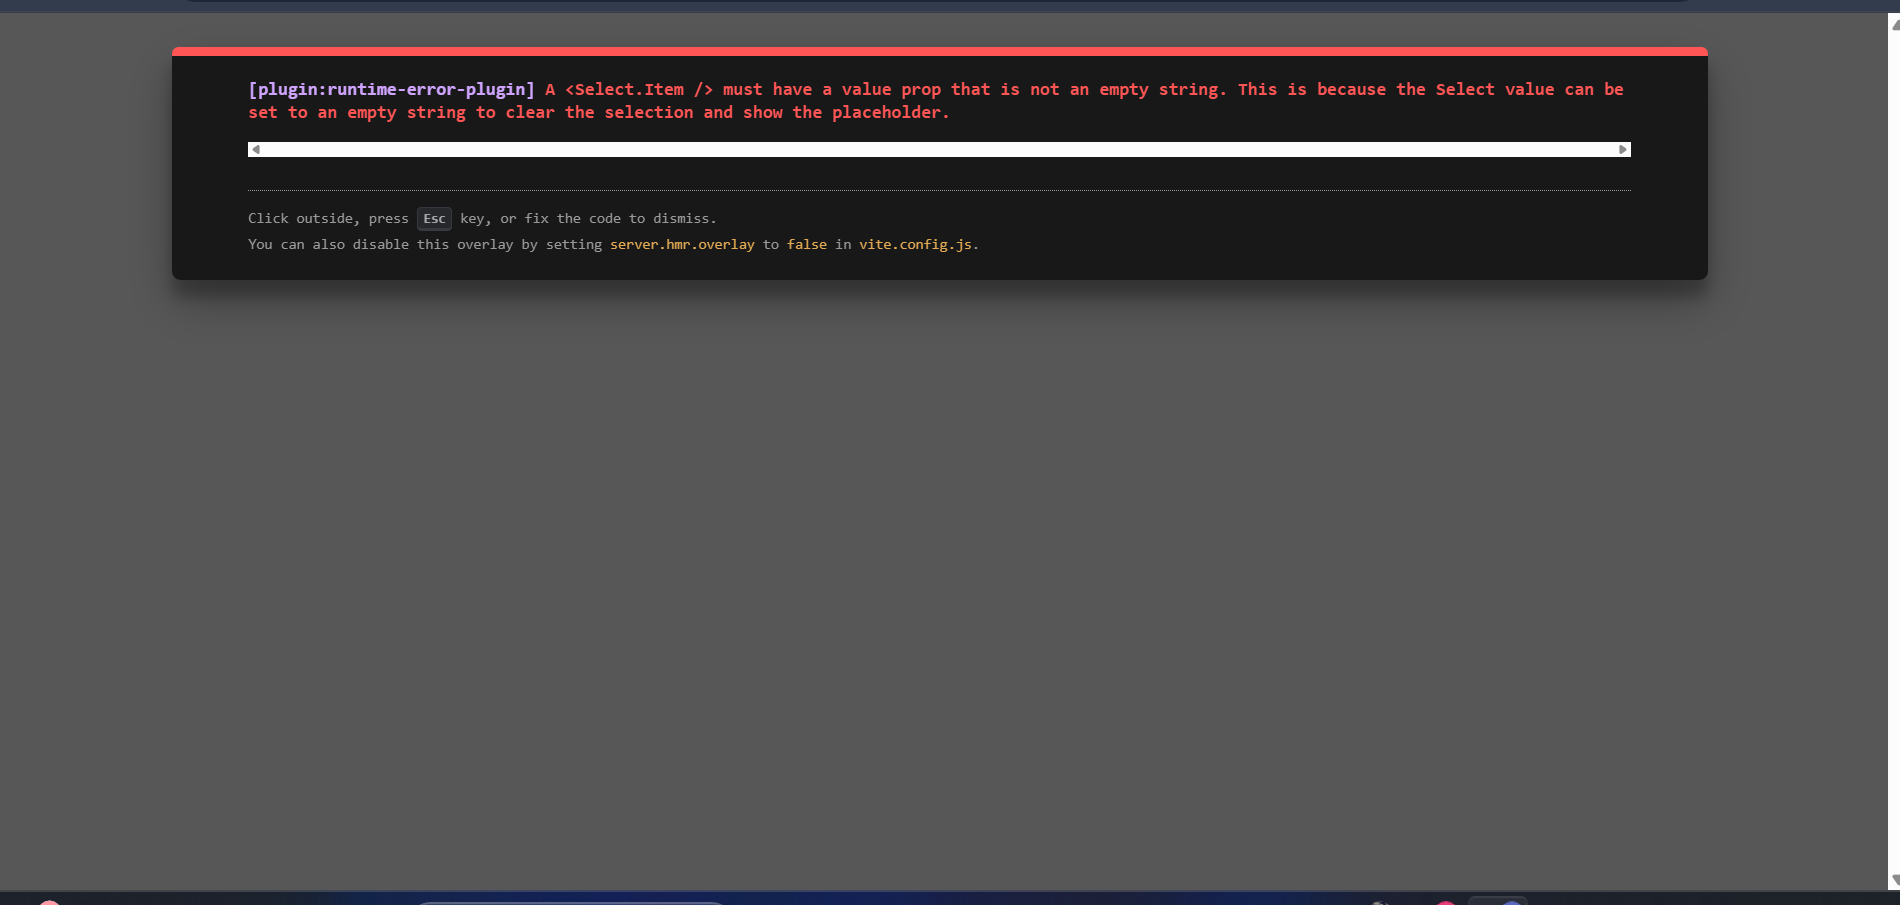 [plugin:runtime-error-plugin] A <Select.Item /> must have a value prop that is not an empty string. This is because the Select value can be
set to an empty string to clear the selection and show the placeholder.
Click outside, press Esc key, or fix the code to dismiss.
You can also disable this overlay by setting server.hmr.overlay to false in vite.config.js.